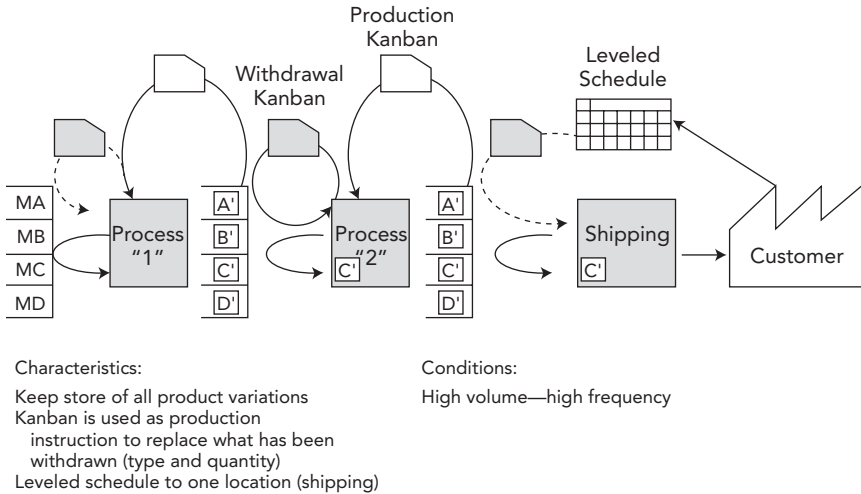 Production
Kanban
Withdrawal
Kanban
Leveled
Schedule
MA
MB
MC
MD
Process
"1"
A'
B'
C'
D'
Process
"2"
C'
A'
B'
C'
D'
Shipping
C'
Customer
Characteristics:
Keep store of all product variations
Kanban is used as production
instruction to replace what has been
withdrawn (type and quantity)
Leveled schedule to one location (shipping)
Conditions:
High volume—high frequency